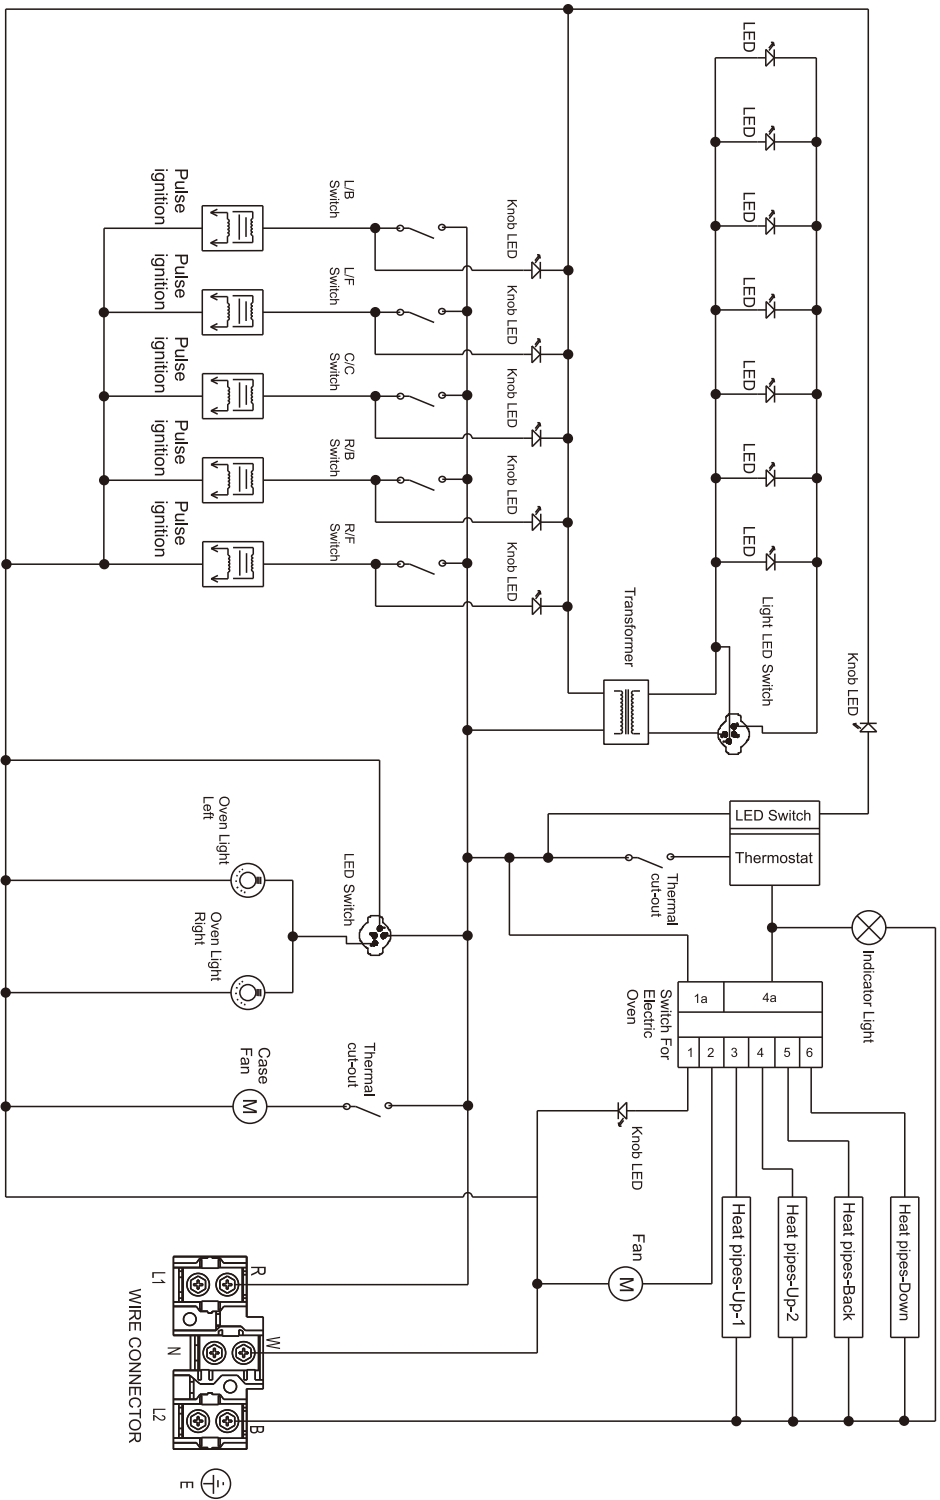 LED
LED
LED
LED
LED
LED
LED
Light LED Switch
Knob LED
Transformer
Knob LED
Knob LED
Knob LED
Knob LED
Knob LED
L/B
Switch
L/F
Switch
C/C
Switch
R/B
Switch
R/F
Switch
Pulse
ignition
Pulse
ignition
Pulse
ignition
Pulse
ignition
Pulse
ignition
LED Switch
Thermostat
Thermal
cut-out
Indicator Light
1a
4a
Switch For
Electric
Oven
1
2
3
4
5
6
Oven Light
Left
LED Switch
Oven Light
Right
Thermal
cut-out
Case
Fan
M
Knob LED
Fan
M
Heat pipes-Up-1
Heat pipes-Up-2
Heat pipes-Back
Heat pipes-Down
R
W
B
L1
N
L2
WIRE CONNECTOR
E